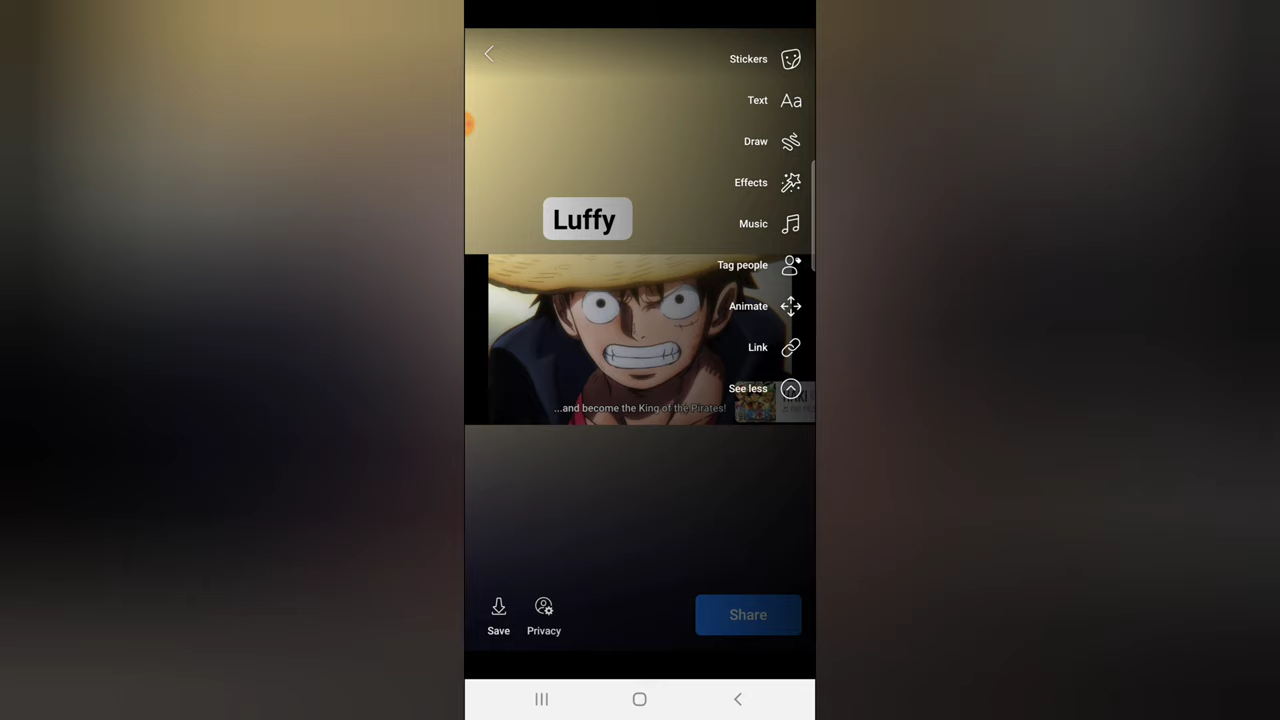 Stickers
Text
Aa
Draw
Effects
Luffy
Music
Tag people
Animate
Link
See less
...and become the King of the Pirates!
Save
Privacy
Share